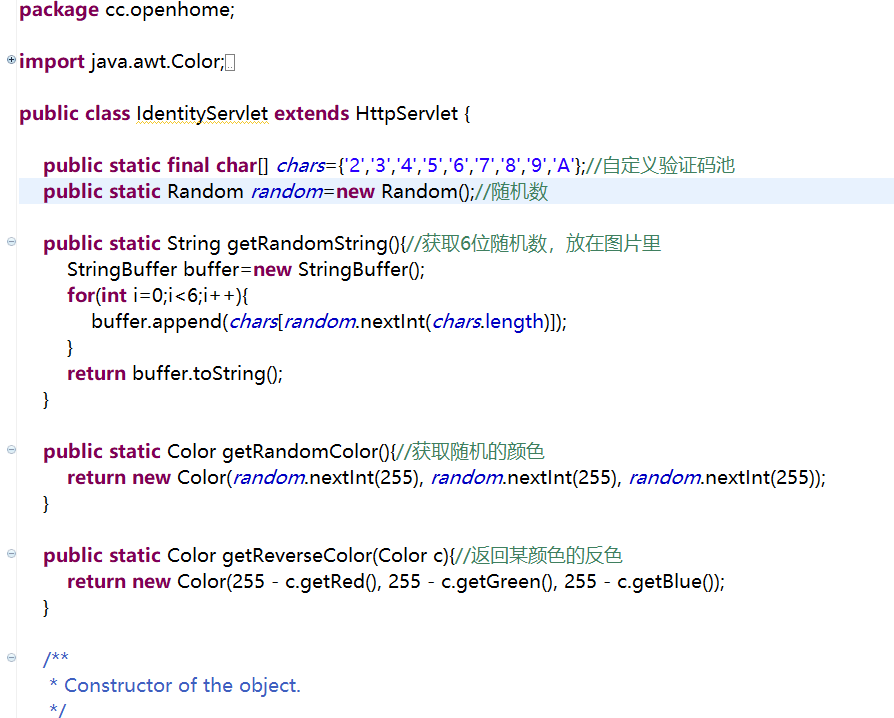 package cc.openhome;
import java.awt.Color;
public class IdentityServlet extends HttpServlet {
public static final char[] chars={'2','3','4','5','6','7','8','9','A'};//自定义验证码池
public static Random random=new Random();//随机数
public static String getRandomString(){//获取6位随机数，放在图片里
StringBuffer buffer=new StringBuffer();
for(int i=0;i<6;i++){
buffer.append(chars[random.nextInt(chars.length)]);
}
return buffer.toString();
}
public static Color getRandomColor(){//获取随机的颜色
return new Color(random.nextInt(255), random.nextInt(255), random.nextInt(255));
}
public static Color getReverseColor(Color c){//返回某颜色的反色
return new Color(255 - c.getRed(), 255 - c.getGreen(), 255 - c.getBlue());
}
/**
* Constructor of the object.
*/